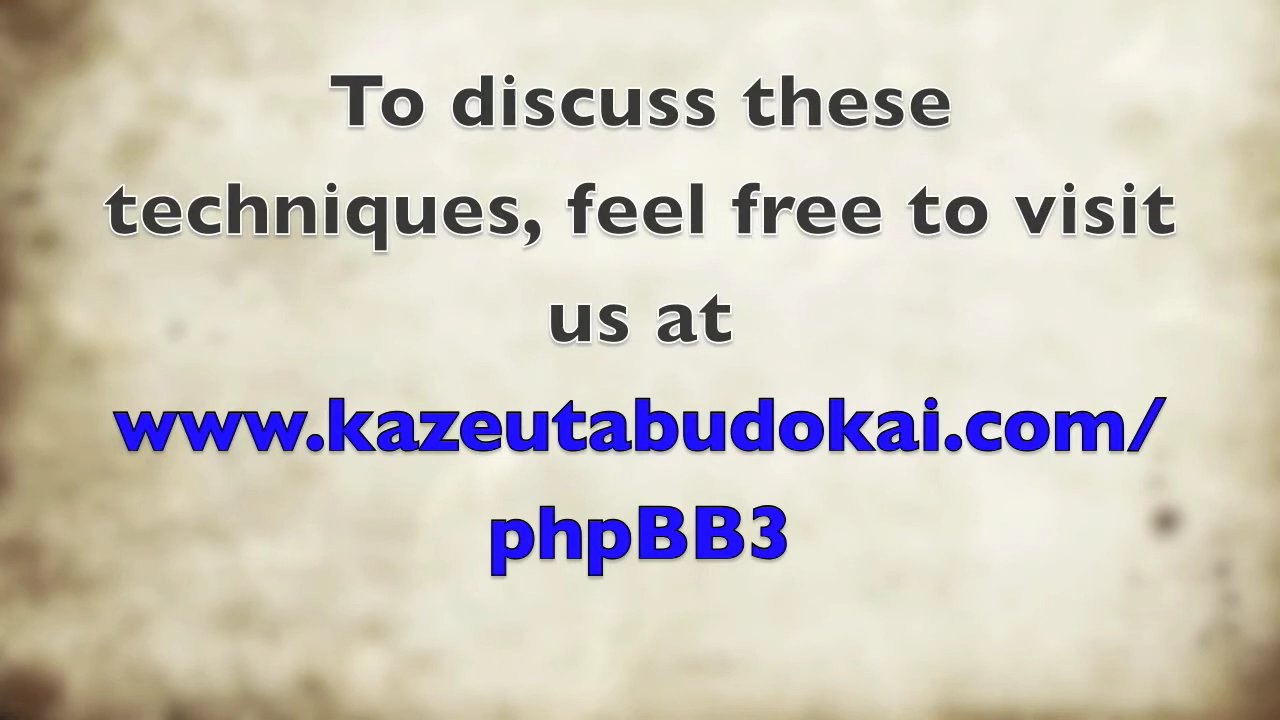 To discuss these
techniques, feel free to visit
us at
www.kazeutabudokai.com/
phpBB3